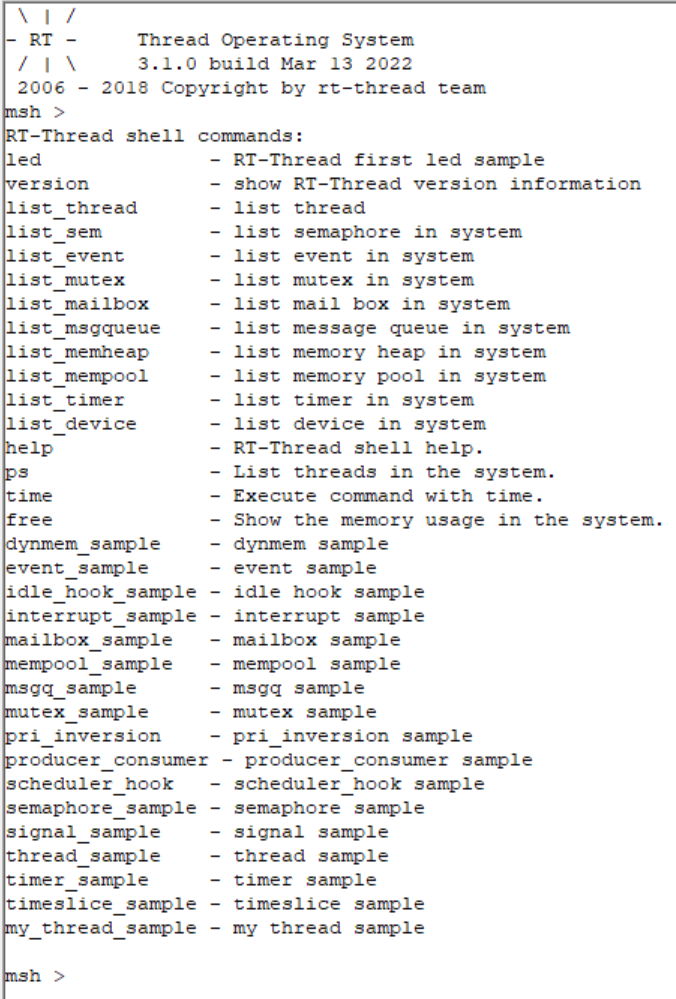 \ | /
- RT -     Thread Operating System
 / | \     3.1.0 build Mar 13 2022
 2006 - 2018 Copyright by rt-thread team
msh >
RT-Thread shell commands:
led              - RT-Thread first led sample
version          - show RT-Thread version information
list_thread      - list thread
list_sem         - list semaphore in system
list_event       - list event in system
list_mutex       - list mutex in system
list_mailbox     - list mail box in system
list_msgqueue    - list message queue in system
list_memheap     - list memory heap in system
list_mempool     - list memory pool in system
list_timer       - list timer in system
list_device      - list device in system
help             - RT-Thread shell help.
ps               - List threads in the system.
time             - Execute command with time.
free             - Show the memory usage in the system.
dynmem_sample    - dynmem sample
event_sample     - event sample
idle_hook_sample - idle hook sample
interrupt_sample - interrupt sample
mailbox_sample   - mailbox sample
mempool_sample   - mempool sample
msgq_sample      - msgq sample
mutex_sample     - mutex sample
pri_inversion    - pri_inversion sample
producer_consumer - producer_consumer sample
scheduler_hook   - scheduler_hook sample
semaphore_sample - semaphore sample
signal_sample    - signal sample
thread_sample    - thread sample
timer_sample     - timer sample
timeslice_sample - timeslice sample
my_thread_sample - my thread sample

msh >